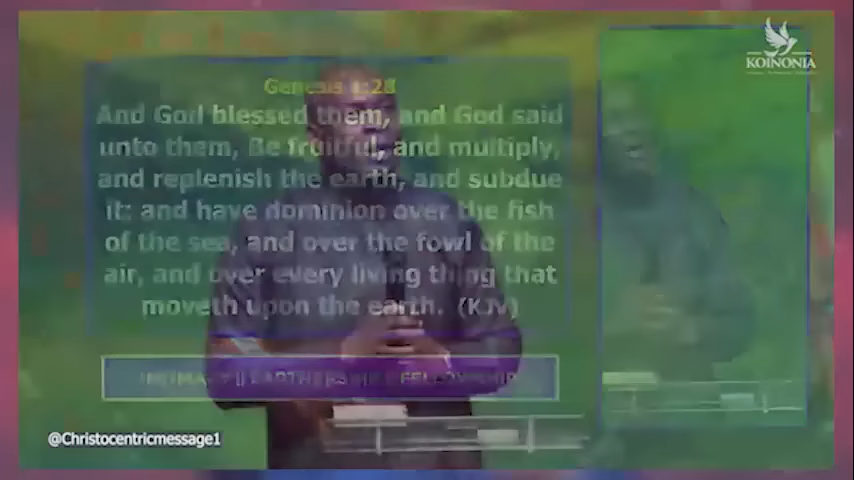 KOINONIA
Genesis 1:28
And God blessed them, and God said
unto them, Be fruitful, and multiply,
and replenish the earth, and subdue
it: and have dominion over the fish
of the sea, and over the fowl of the
air, and over every living thing that
moveth upon the earth. (KJV)
@Christocentricmessage1